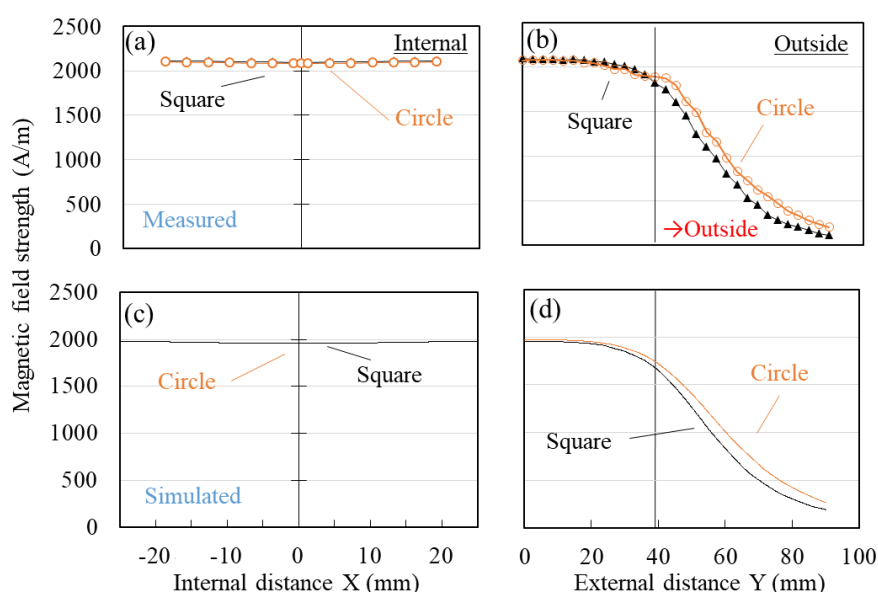 Magnetic field strength (A/m)
2500
2000
1500
1000
500
0
(a)
Internal
Square
Circle
Measured
(b)
Outside
Square
Circle
→Outside
2500
2000
1500
1000
500
0
(c)
Circle
Square
Simulated
-20 -10 0 10 20
Internal distance X (mm)
(d)
Circle
Square
0 20 40 60 80 100
External distance Y (mm)